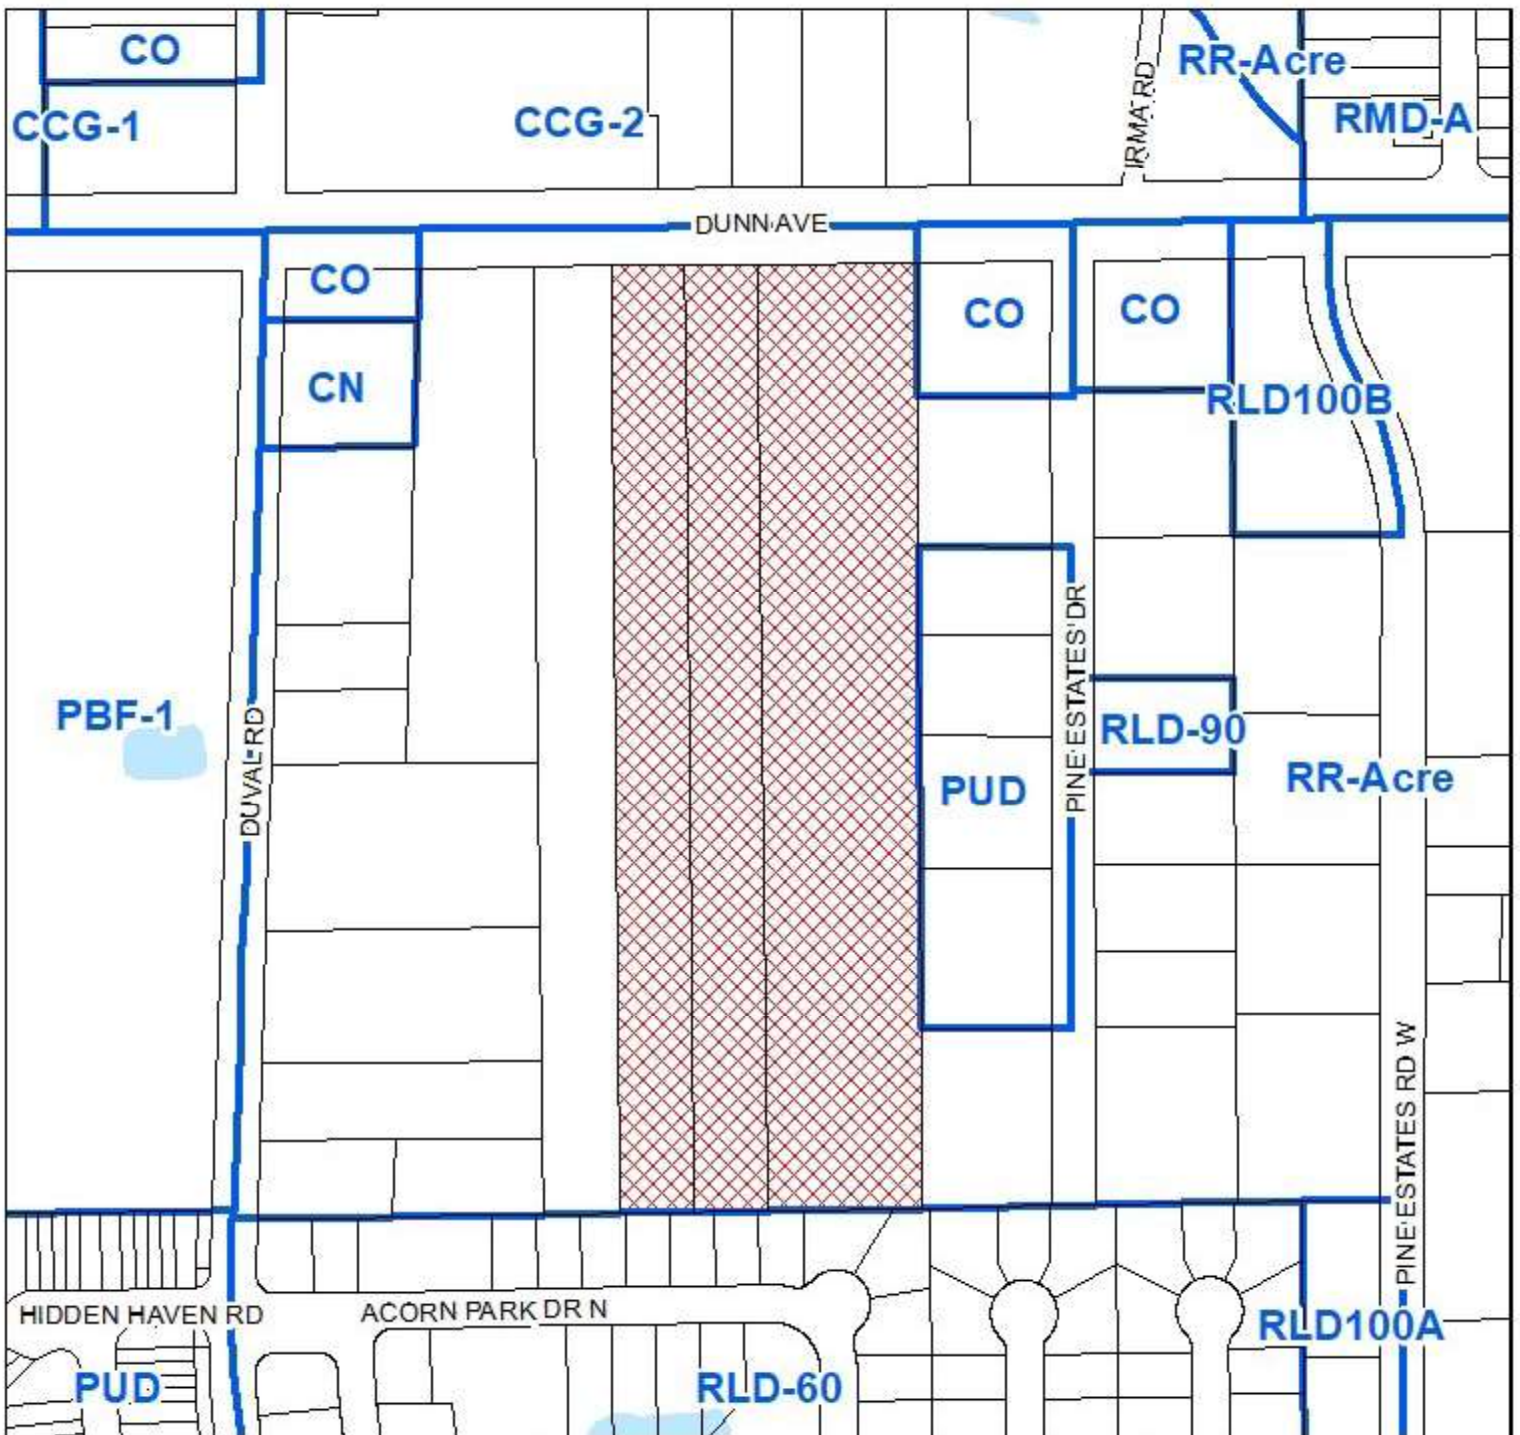 CO
RR-Acre
IRMA RD
CCG-1
CCG-2
RMD-A
DUNN AVE
CO
CO
CO
CN
RLD100B
PINE ESTATES DR
PBF-1
DUVAL RD
PUD
RLD-90
RR-Acre
PINE ESTATES RD W
HIDDEN HAVEN RD
ACORN PARK DR N
RLD100A
PUD
RLD-60